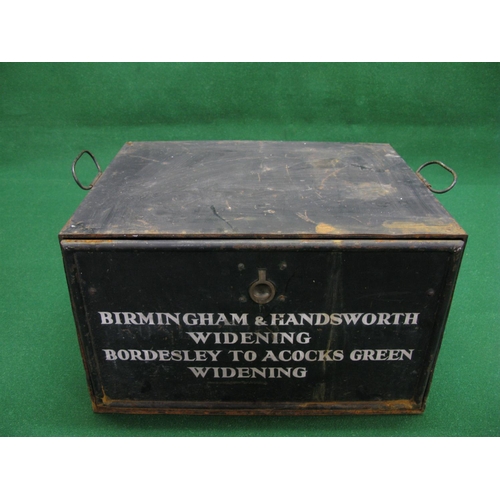 BIRMINGHAM & HANDSWORTH
WIDENING
BORDESLEY TO ACOCKS GREEN
WIDENING